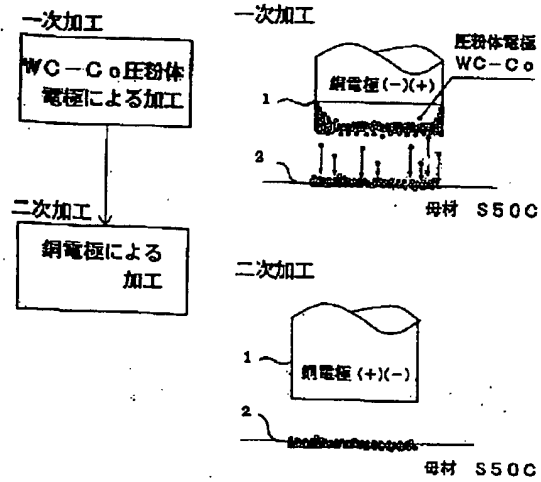 一次加工
WC-Co圧粉体
電極による加工
二次加工
銅電極による
加工
一次加工
圧粉体電極
WC-Co
銅電極(-)(+)
1
2
母材 S50C
二次加工
1
銅電極(+)(-)
2
母材 S50C